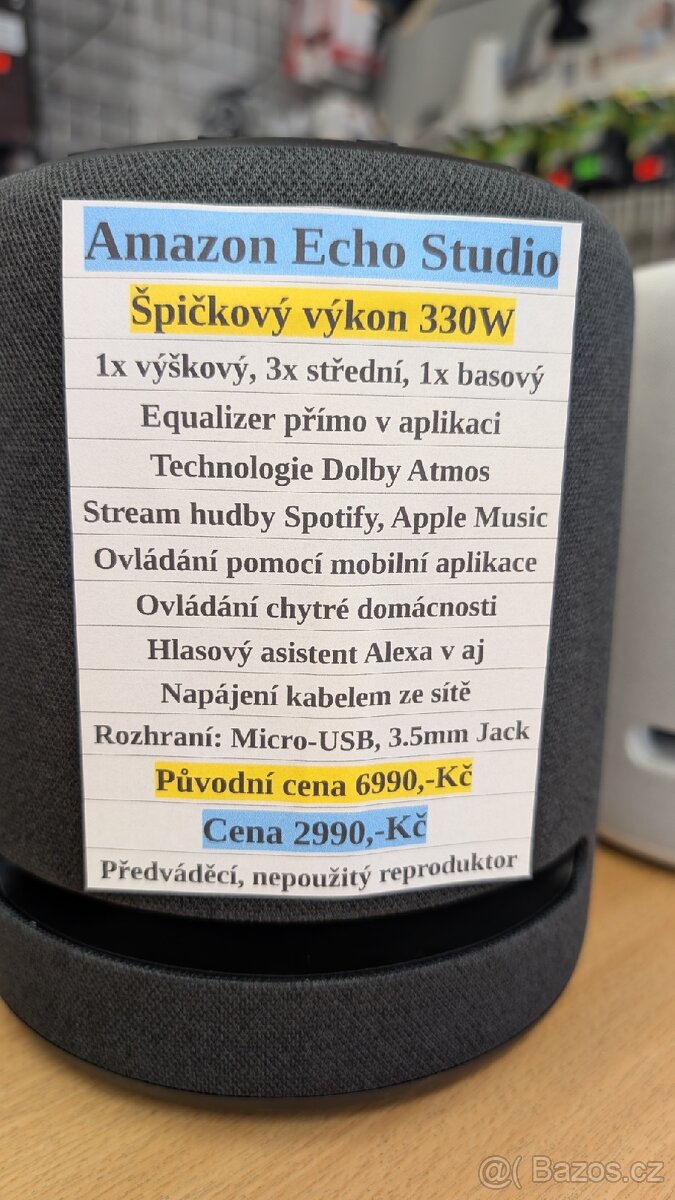 Amazon Echo Studio
Špičkový výkon 330W
1x výškový, 3x střední, 1x basový
Equalizer přímo v aplikaci
Technologie Dolby Atmos
Stream hudby Spotify, Apple Music
Ovládání pomocí mobilní aplikace
Ovládání chytré domácnosti
Hlasový asistent Alexa v aj
Napájení kabelem ze sítě
Rozhraní: Micro-USB, 3.5mm Jack
Původní cena 6990,-Kč
Cena 2990,-Kč
Předváděcí, nepoužitý reproduktor
@( Bazos.cz